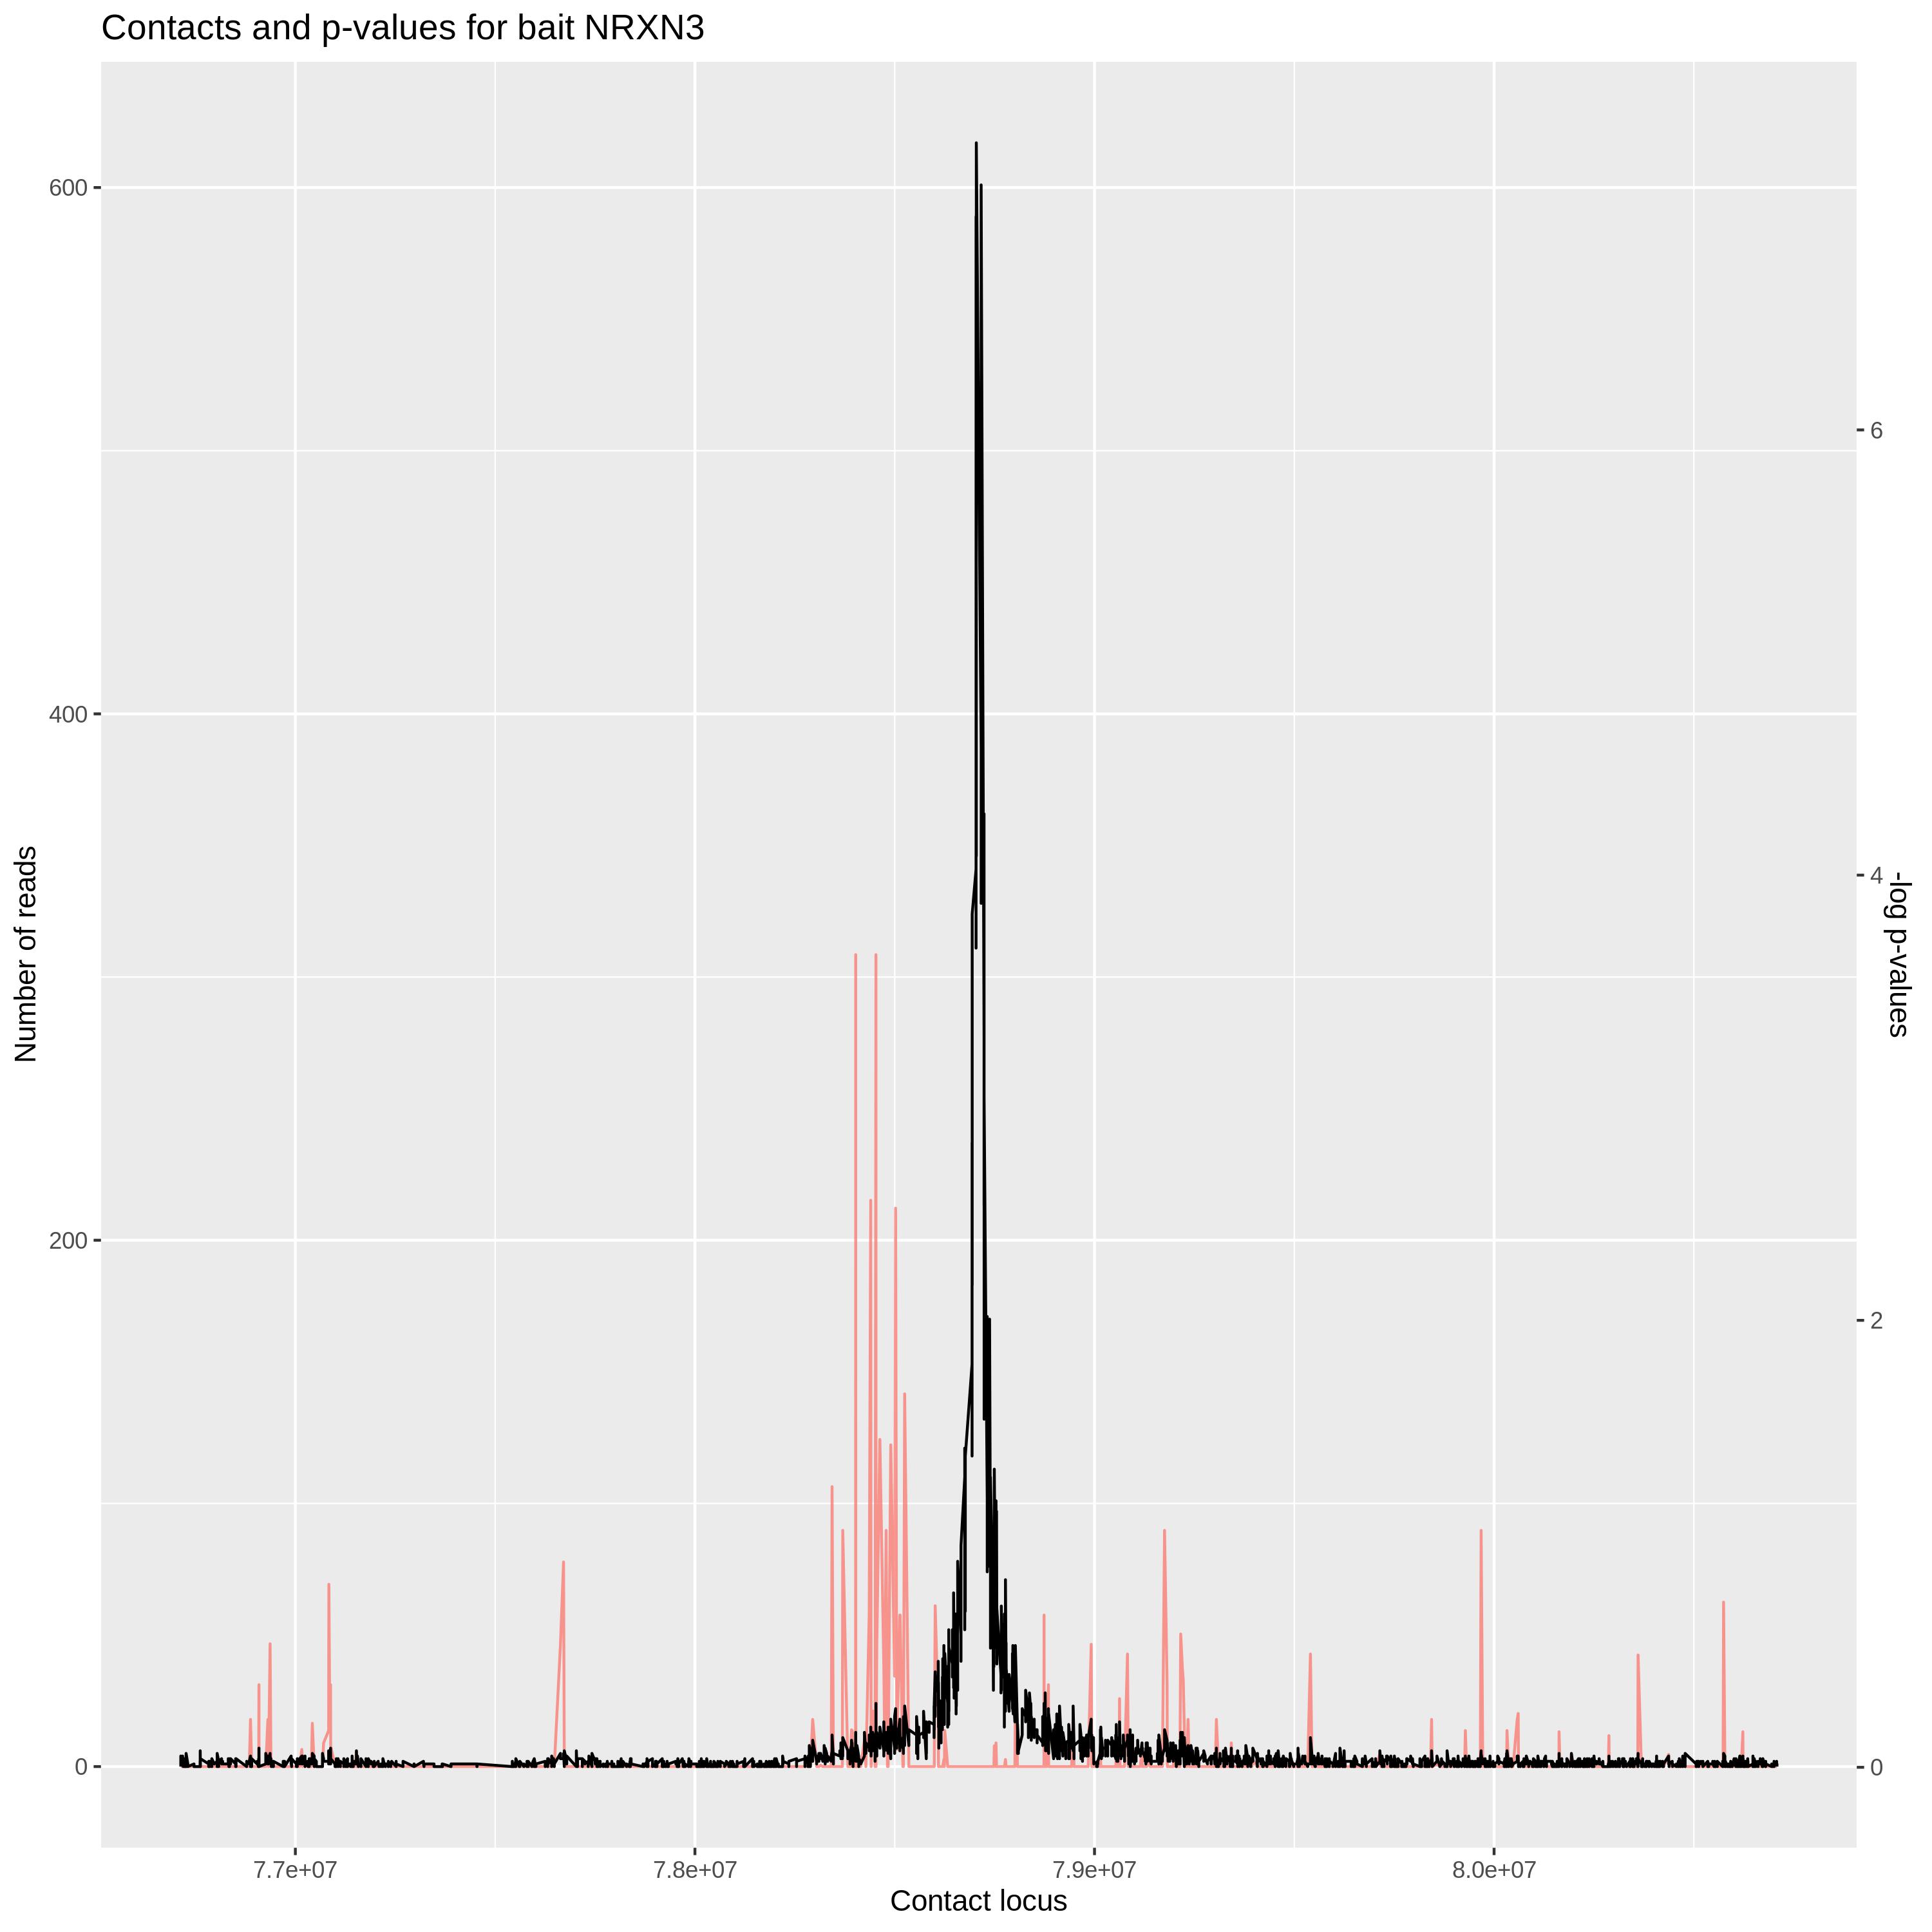 Contacts and p-values for bait NRXN3
600
400
200
0
Number of reads
6
4
2
0
-log p-values
7.7e+07
7.8e+07
7.9e+07
8.0e+07
Contact locus